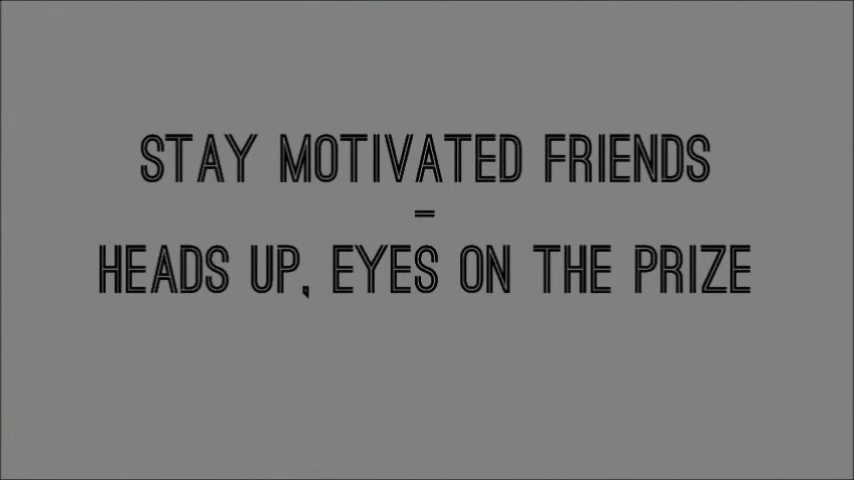 STAY MOTIVATED FRIENDS
-
HEADS UP, EYES ON THE PRIZE